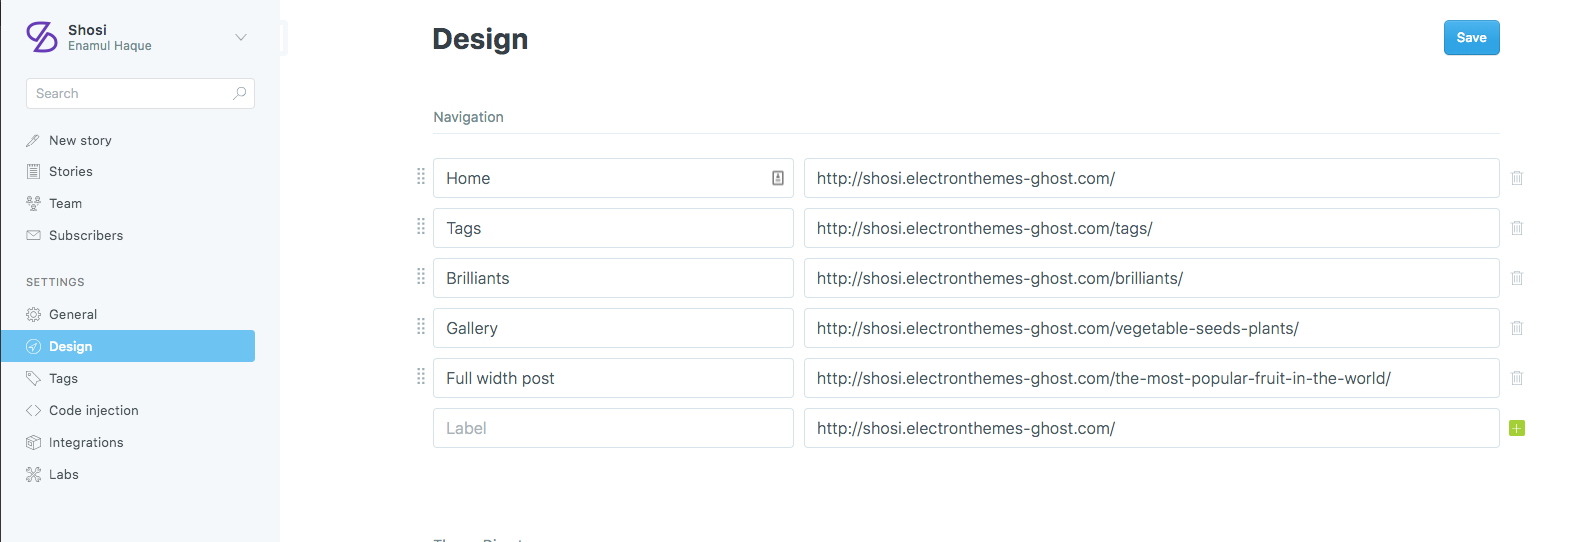 Shosi
Enamul Haque
Search
New story
Stories
Team
Subscribers
SETTINGS
General
Design
Tags
Code injection
Integrations
Labs
Design
Save
Navigation
Home http://shosi.electronthemes-ghost.com/
Tags http://shosi.electronthemes-ghost.com/tags/
Brilliants http://shosi.electronthemes-ghost.com/brilliants/
Gallery http://shosi.electronthemes-ghost.com/vegetable-seeds-plants/
Full width post http://shosi.electronthemes-ghost.com/the-most-popular-fruit-in-the-world/
Label http://shosi.electronthemes-ghost.com/